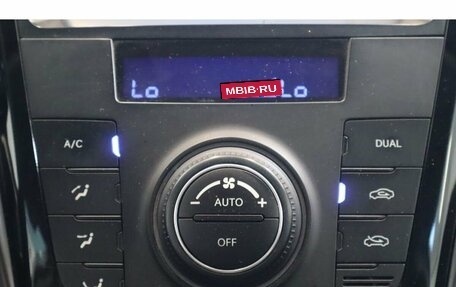 Lo
MBIB.RU
Lo
A/C
DUAL
− AUTO +
OFF